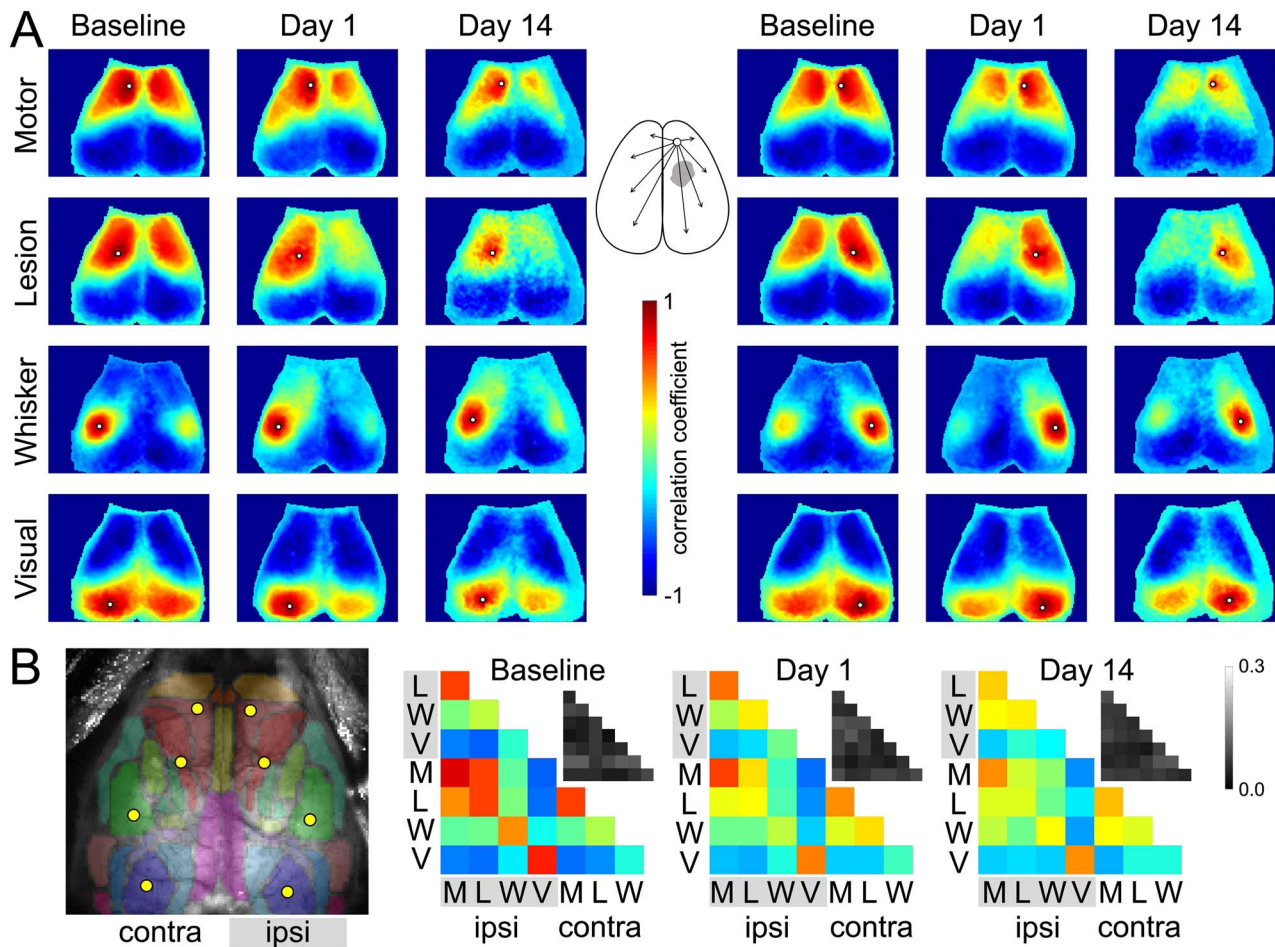 A
Baseline Day 1 Day 14 Baseline Day 1 Day 14
Motor
Lesion
Whisker
Visual
1
correlation coefficient
-1
B
contra ipsi
Baseline Day 1 Day 14
L
W
V
M
L
W
V
M L W V M L W
ipsi contra
L
W
V
M
L
W
V
M L W V M L W
ipsi contra
L
W
V
M
L
W
V
M L W V M L W
ipsi contra
0.3
0.0